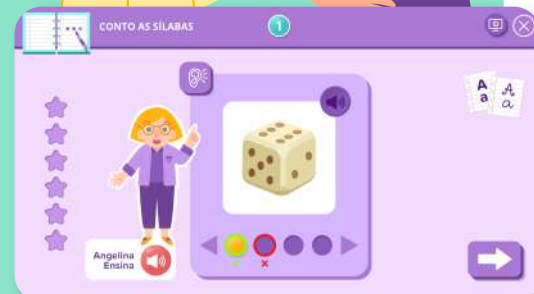 CONTO AS SÍLABAS
1
A A
a a
Angelina
Ensina